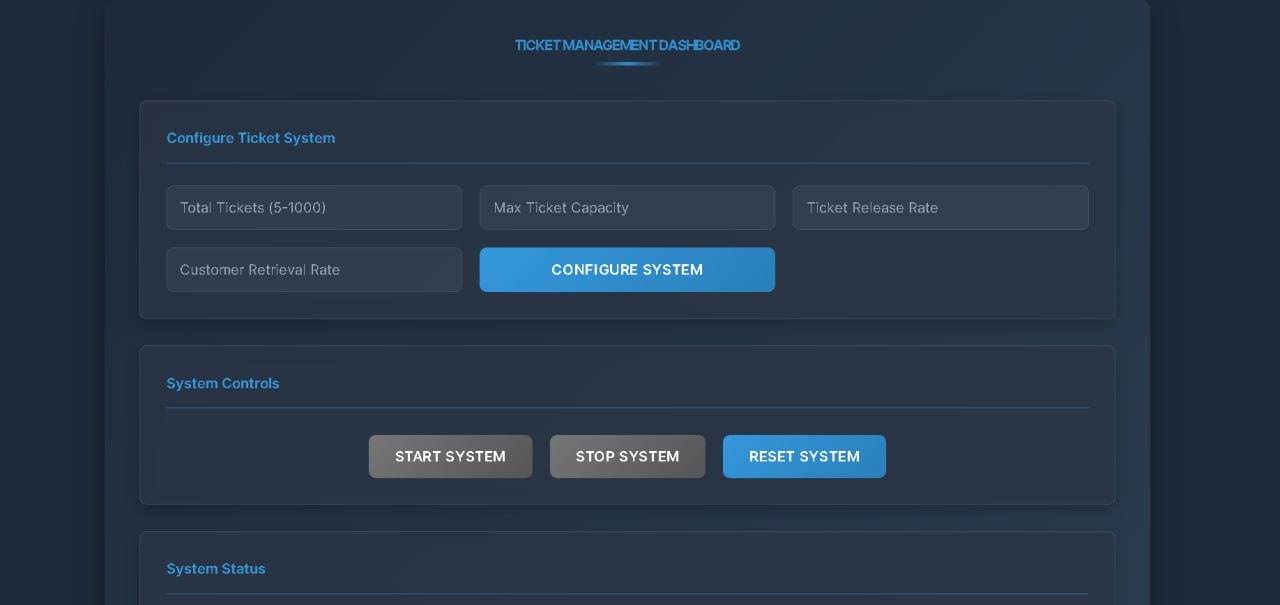 TICKET MANAGEMENT DASHBOARD
Configure Ticket System
Total Tickets (5-1000)
Max Ticket Capacity
Ticket Release Rate
Customer Retrieval Rate
CONFIGURE SYSTEM
System Controls
START SYSTEM
STOP SYSTEM
RESET SYSTEM
System Status